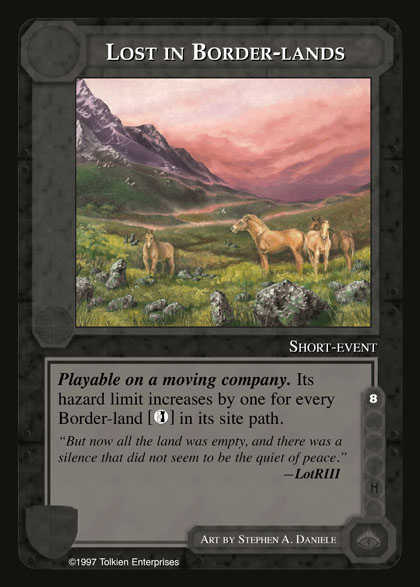 Lost in Border-lands
Short-event
Playable on a moving company. Its
hazard limit increases by one for every
Border-land [] in its site path.
8
“But now all the land was empty, and there was a
silence that did not seem to be the quiet of peace.”
—LotRIII
H
Art by Stephen A. Daniele
©1997 Tolkien Enterprises